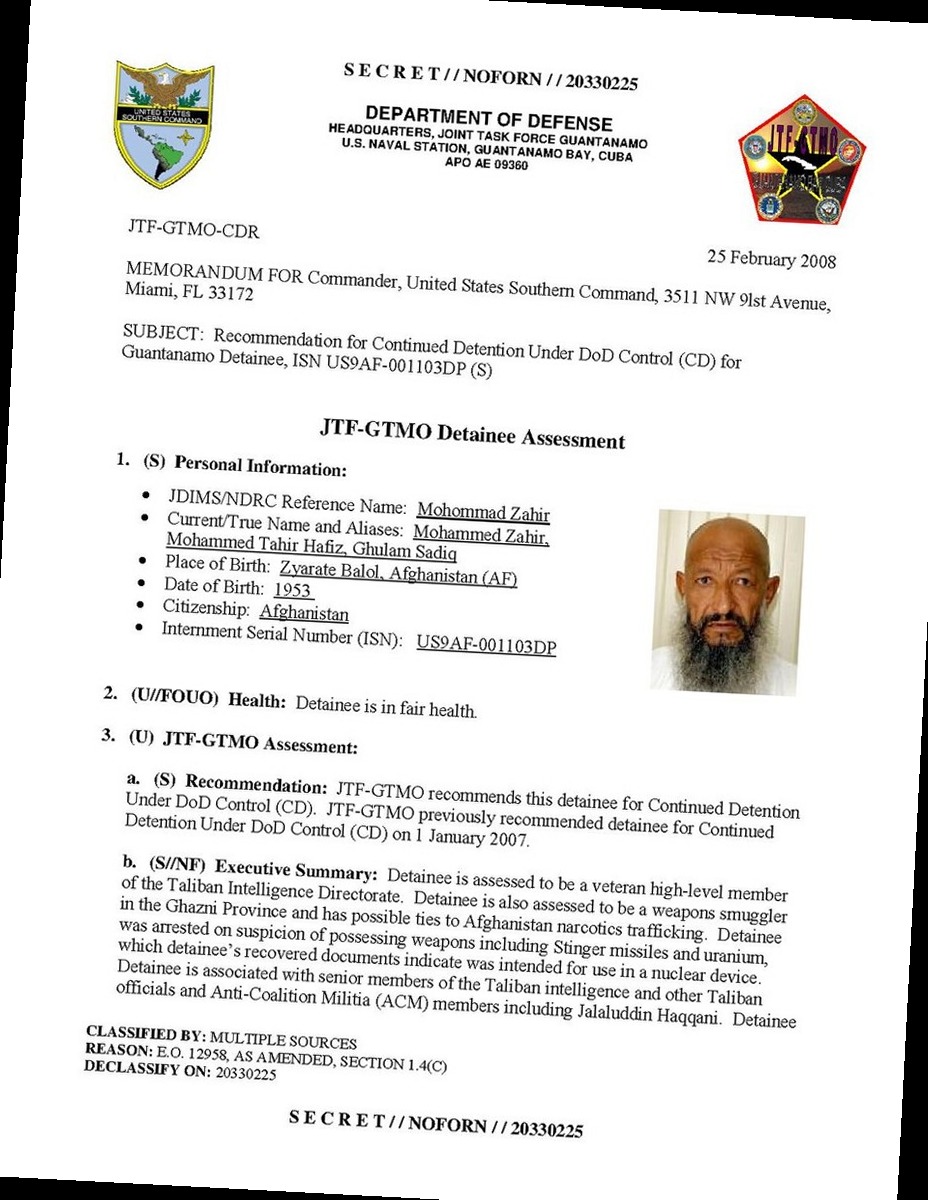 S E C R E T / / NOFORN / / 20330225
UNITED STATES
SOUTHERN COMMAND
DEPARTMENT OF DEFENSE
HEADQUARTERS, JOINT TASK FORCE GUANTANAMO
U.S. NAVAL STATION, GUANTANAMO BAY, CUBA
APO AE 09360
JTF-GTMO
JTF-GTMO-CDR
25 February 2008
MEMORANDUM FOR Commander, United States Southern Command, 3511 NW 9lst Avenue,
Miami, FL 33172
SUBJECT: Recommendation for Continued Detention Under DoD Control (CD) for
Guantanamo Detainee, ISN US9AF-001103DP (S)
JTF-GTMO Detainee Assessment
1. (S) Personal Information:
• JDIMS/NDRC Reference Name: Mohommad Zahir
• Current/True Name and Aliases: Mohammed Zahir,
Mohammed Tahir Hafiz, Ghulam Sadiq
• Place of Birth: Zyarate Balol, Afghanistan (AF)
• Date of Birth: 1953
• Citizenship: Afghanistan
• Internment Serial Number (ISN): US9AF-001103DP
2. (U//FOUO) Health: Detainee is in fair health.
3. (U) JTF-GTMO Assessment:
a. (S) Recommendation: JTF-GTMO recommends this detainee for Continued Detention
Under DoD Control (CD). JTF-GTMO previously recommended detainee for Continued
Detention Under DoD Control (CD) on 1 January 2007.
b. (S//NF) Executive Summary: Detainee is assessed to be a veteran high-level member
of the Taliban Intelligence Directorate. Detainee is also assessed to be a weapons smuggler
in the Ghazni Province and has possible ties to Afghanistan narcotics trafficking. Detainee
was arrested on suspicion of possessing weapons including Stinger missiles and uranium,
which detainee's recovered documents indicate was intended for use in a nuclear device.
Detainee is associated with senior members of the Taliban intelligence and other Taliban
officials and Anti-Coalition Militia (ACM) members including Jalaluddin Haqqani. Detainee
CLASSIFIED BY: MULTIPLE SOURCES
REASON: E.O. 12958, AS AMENDED, SECTION 1.4(C)
DECLASSIFY ON: 20330225
S E C R E T / / NOFORN / / 20330225